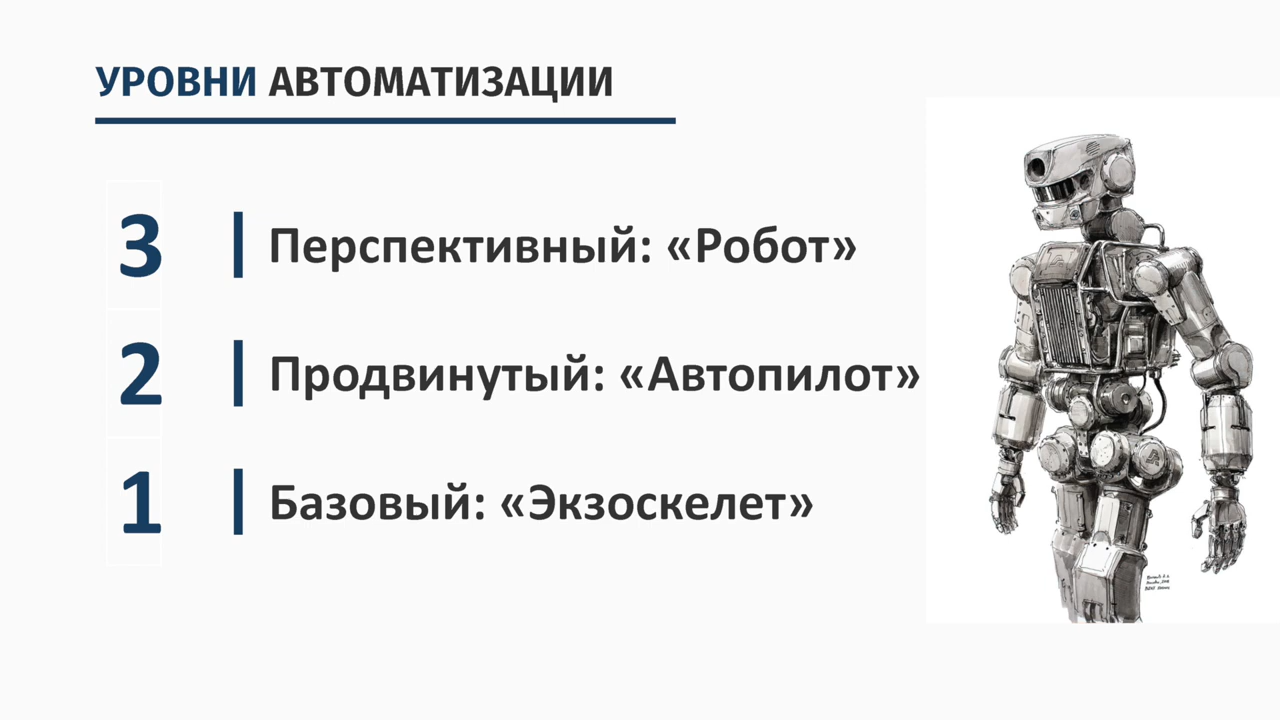 УРОВНИ АВТОМАТИЗАЦИИ
3 Перспективный: «Робот»
2 Продвинутый: «Автопилот»
1 Базовый: «Экзоскелет»